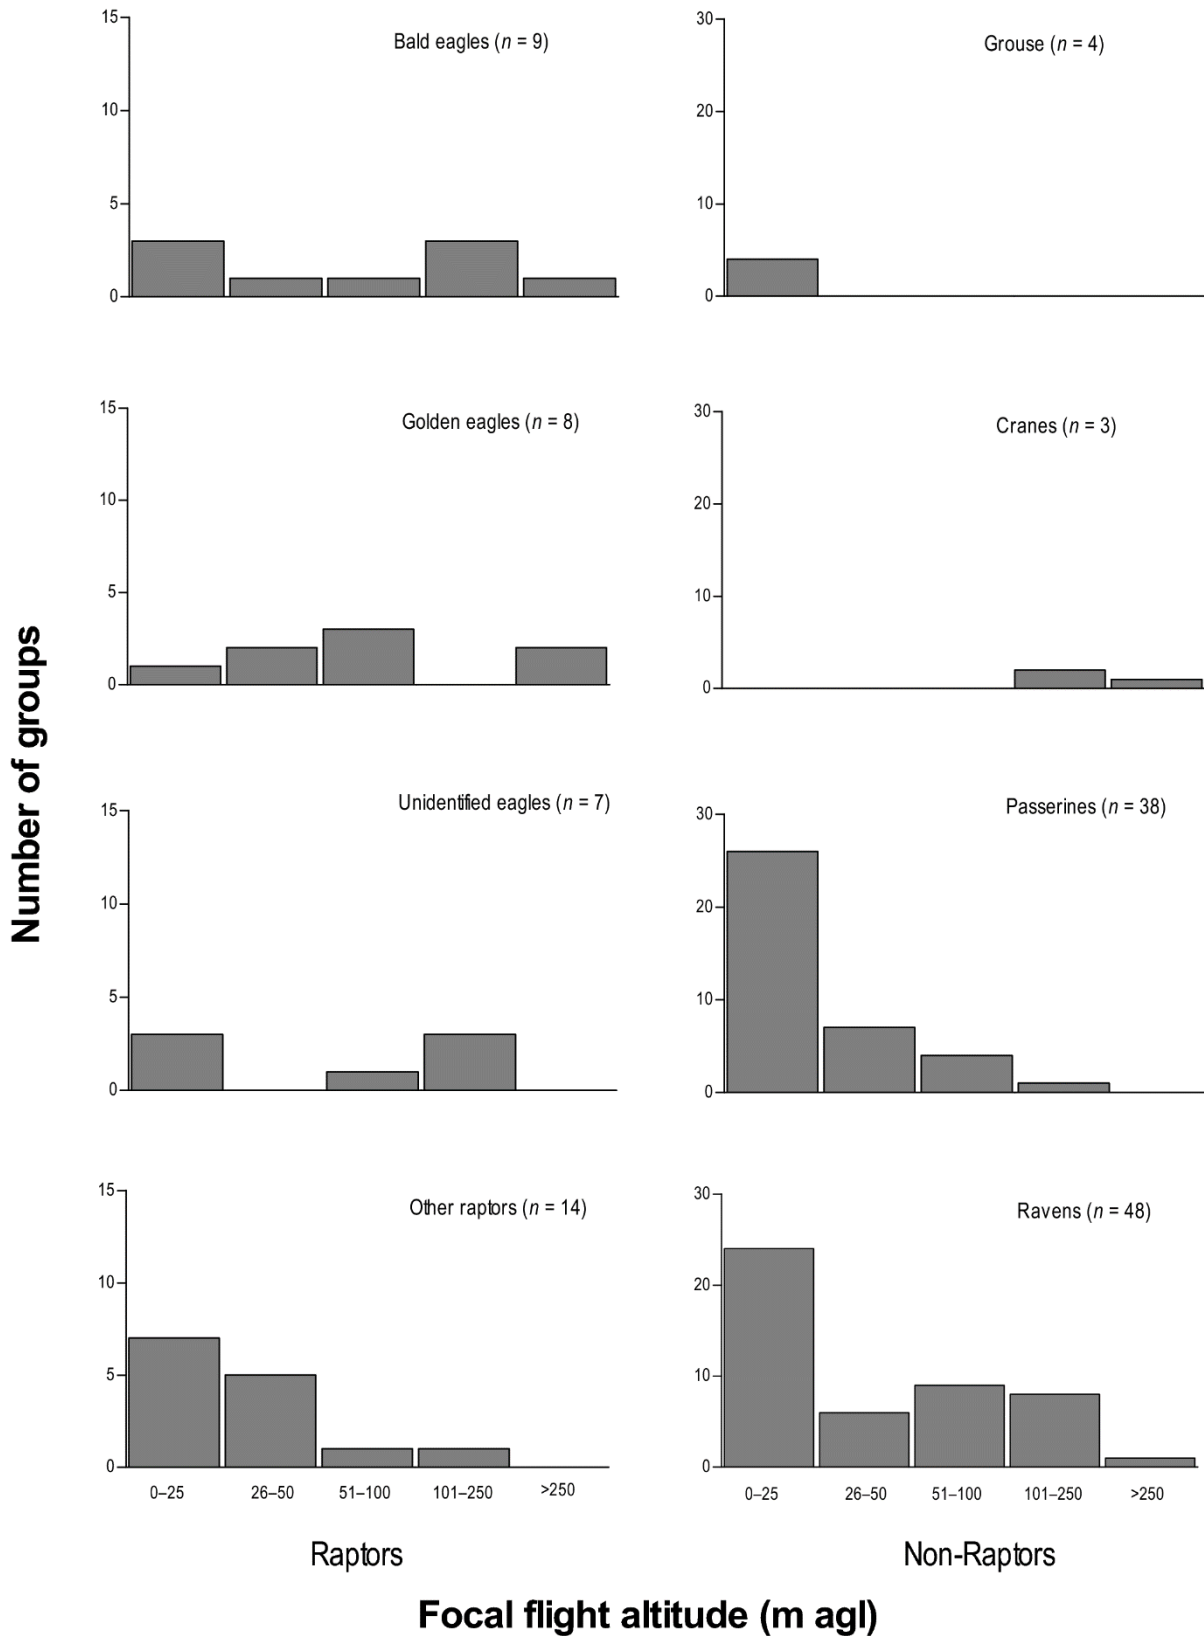 Number of groups
15
10
5
0
Bald eagles (n = 9)
30
20
10
0
Grouse (n = 4)
15
10
5
0
Golden eagles (n = 8)
30
20
10
0
Cranes (n = 3)
15
10
5
0
Unidentified eagles (n = 7)
30
20
10
0
Passerines (n = 38)
15
10
5
0
Other raptors (n = 14)
0–25 26–50 51–100 101–250 >250
Raptors
30
20
10
0
Ravens (n = 48)
0–25 26–50 51–100 101–250 >250
Non-Raptors
Focal flight altitude (m agl)